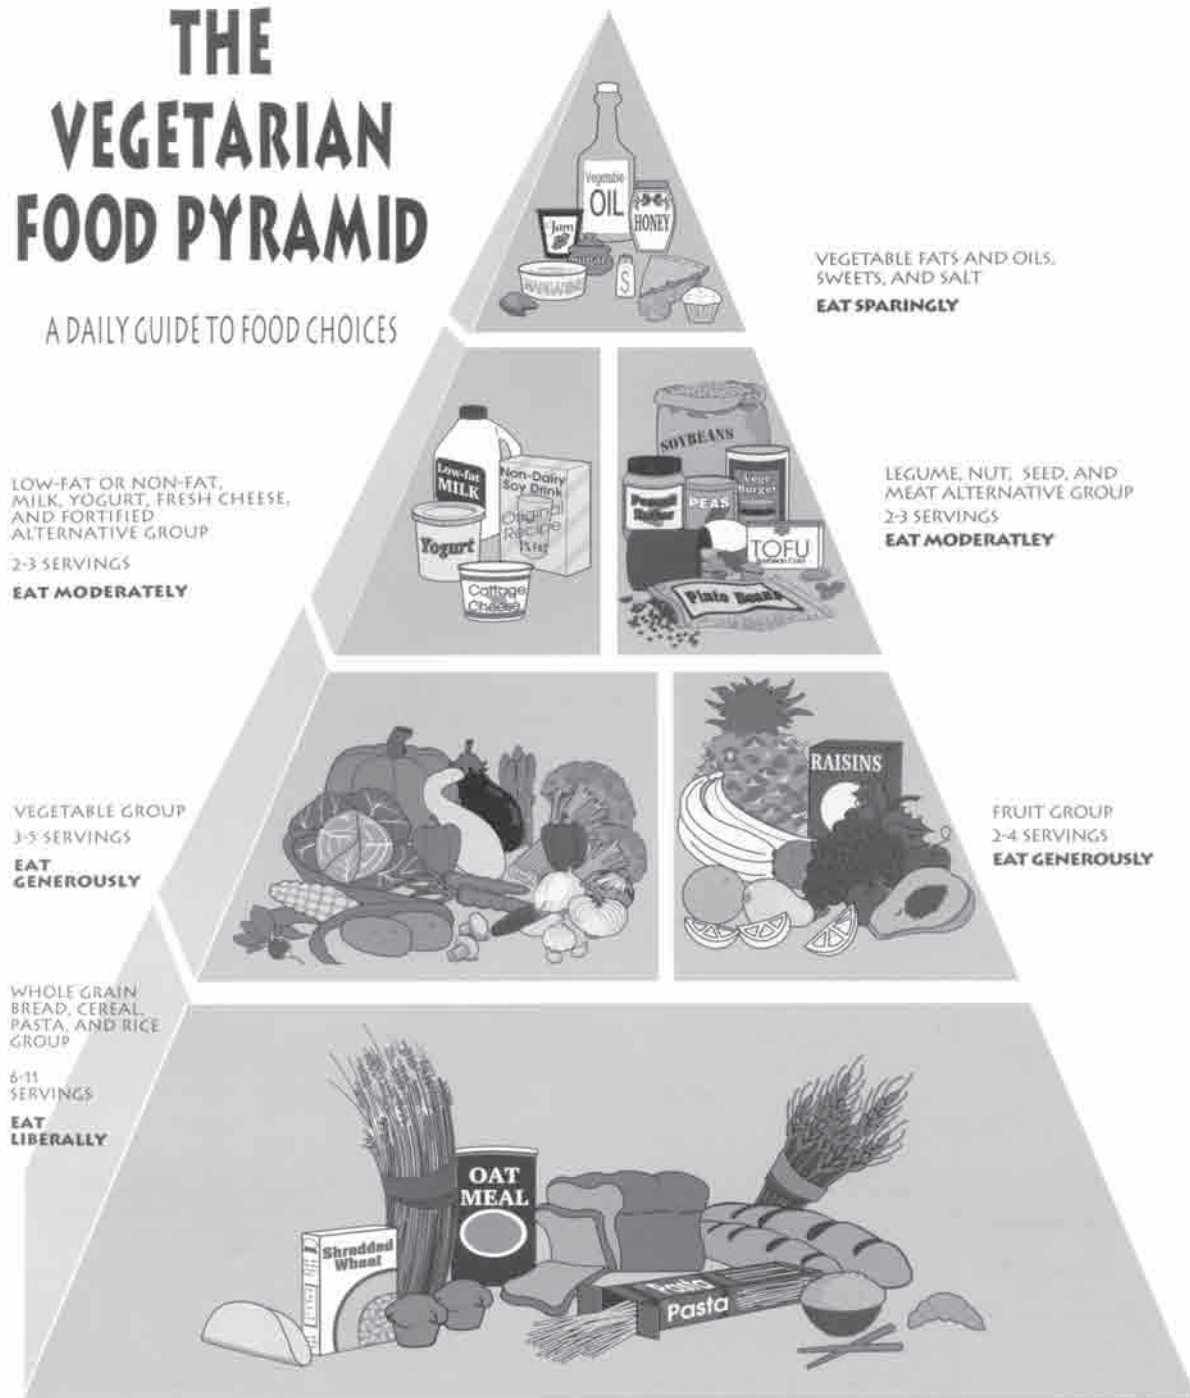 THE
VEGETARIAN
FOOD PYRAMID
A DAILY GUIDE TO FOOD CHOICES
Vegetable
OIL
HONEY
Jam
Sugar
MARGARINE
S
VEGETABLE FATS AND OILS,
SWEETS, AND SALT
EAT SPARINGLY
LOW-FAT OR NON-FAT,
MILK, YOGURT, FRESH CHEESE,
AND FORTIFIED
ALTERNATIVE GROUP
2-3 SERVINGS
EAT MODERATELY
Low-fat
MILK
Non-Dairy
Soy Drink
Original
Recipe
1% FAT
Yogurt
Cottage
Cheese
SOYBEANS
Peanut
Butter
PEAS
Vege
Burger
TOFU
Pinto Beans
LEGUME, NUT, SEED, AND
MEAT ALTERNATIVE GROUP
2-3 SERVINGS
EAT MODERATLEY
VEGETABLE GROUP
3-5 SERVINGS
EAT
GENEROUSLY
RAISINS
FRUIT GROUP
2-4 SERVINGS
EAT GENEROUSLY
WHOLE GRAIN
BREAD, CEREAL,
PASTA, AND RICE
GROUP
6-11
SERVINGS
EAT
LIBERALLY
OAT
MEAL
Shredded
Wheat
Pasta
Pasta